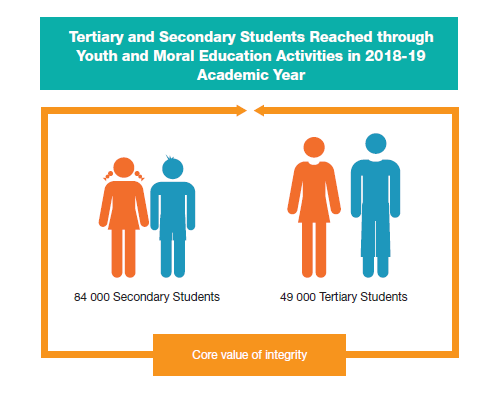 Tertiary and Secondary Students Reached through
Youth and Moral Education Activities in 2018-19
Academic Year
84 000 Secondary Students
49 000 Tertiary Students
Core value of integrity